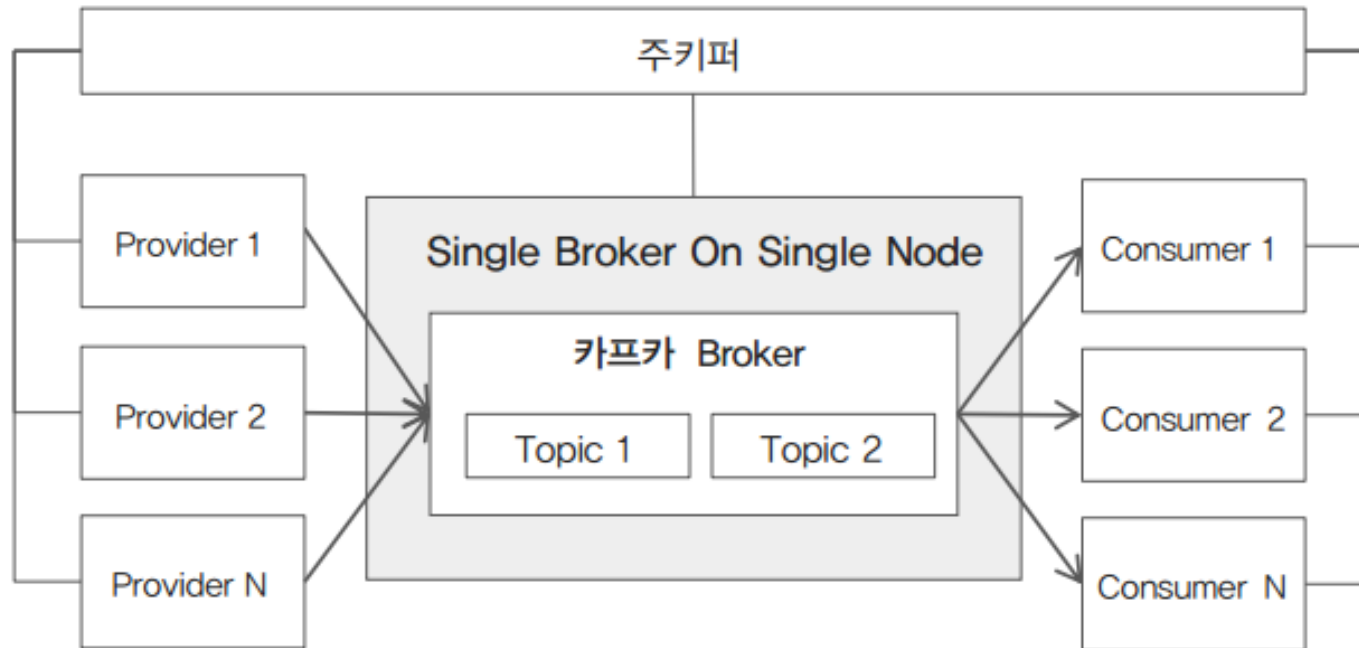 주키퍼
Provider 1
Provider 2
Provider N
Single Broker On Single Node
카프카 Broker
Topic 1
Topic 2
Consumer 1
Consumer 2
Consumer N